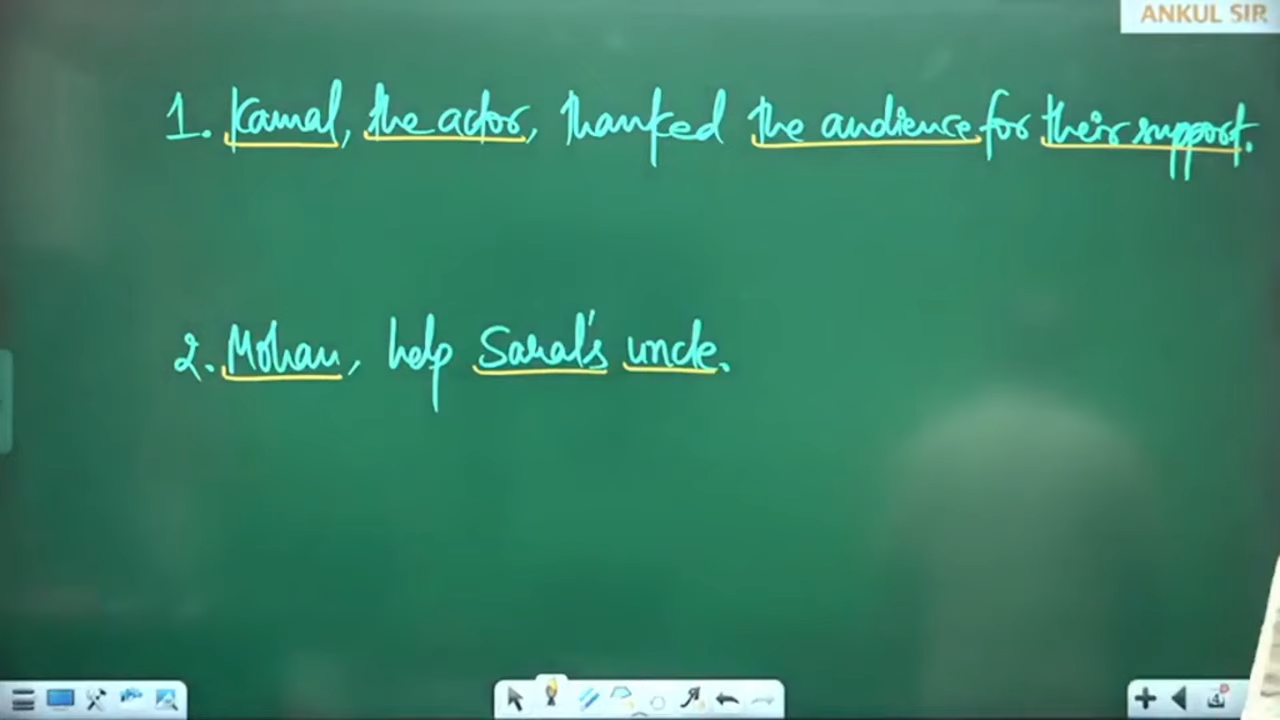 ANKUL SIR
1. Kamal, the actor, thanked the audience for their support.
2. Mohan, help Saral's uncle.